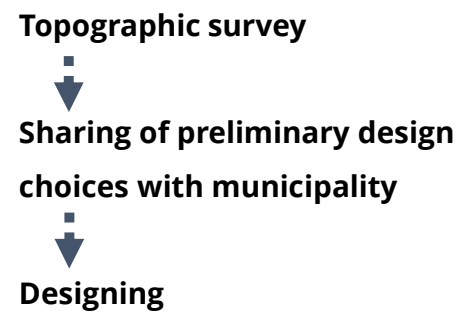 Topographic survey
Sharing of preliminary design
choices with municipality
Designing